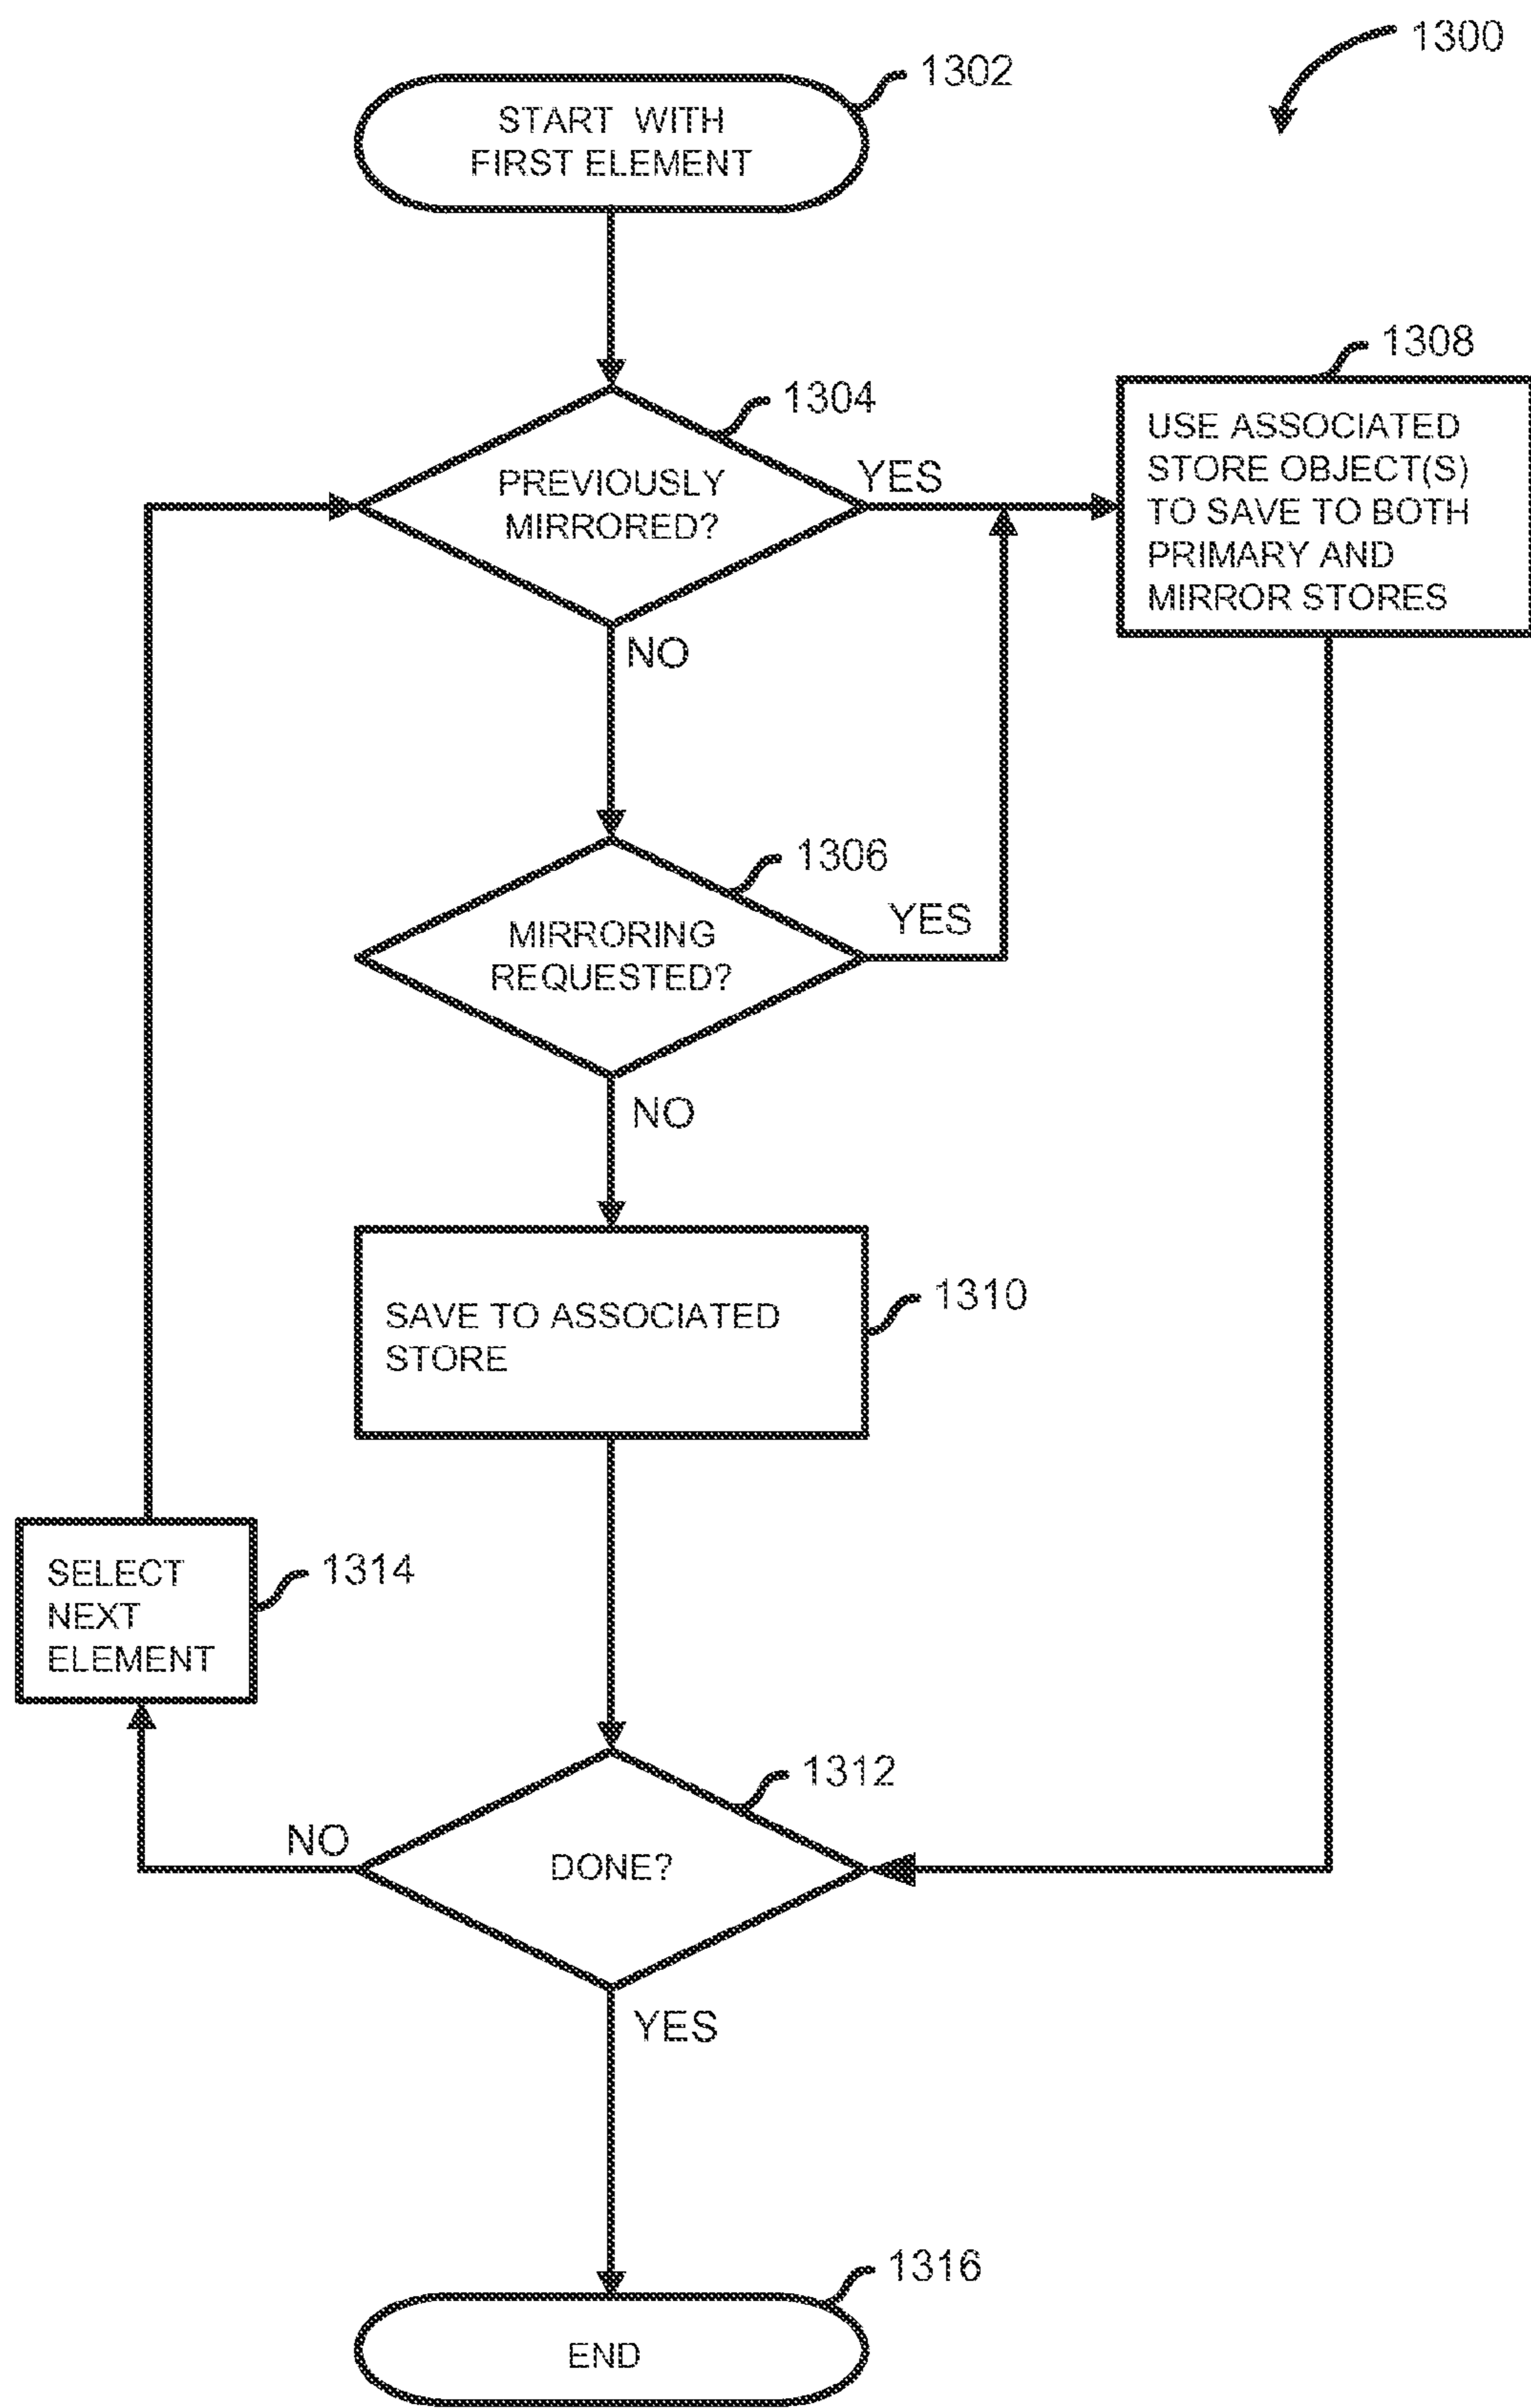 1300
1302
START WITH
FIRST ELEMENT
1304
PREVIOUSLY
MIRRORED?
YES
NO
1308
USE ASSOCIATED
STORE OBJECT(S)
TO SAVE TO BOTH
PRIMARY AND
MIRROR STORES
1306
MIRRORING
REQUESTED?
YES
NO
1310
SAVE TO ASSOCIATED
STORE
1314
SELECT
NEXT
ELEMENT
1312
DONE?
NO
YES
1316
END